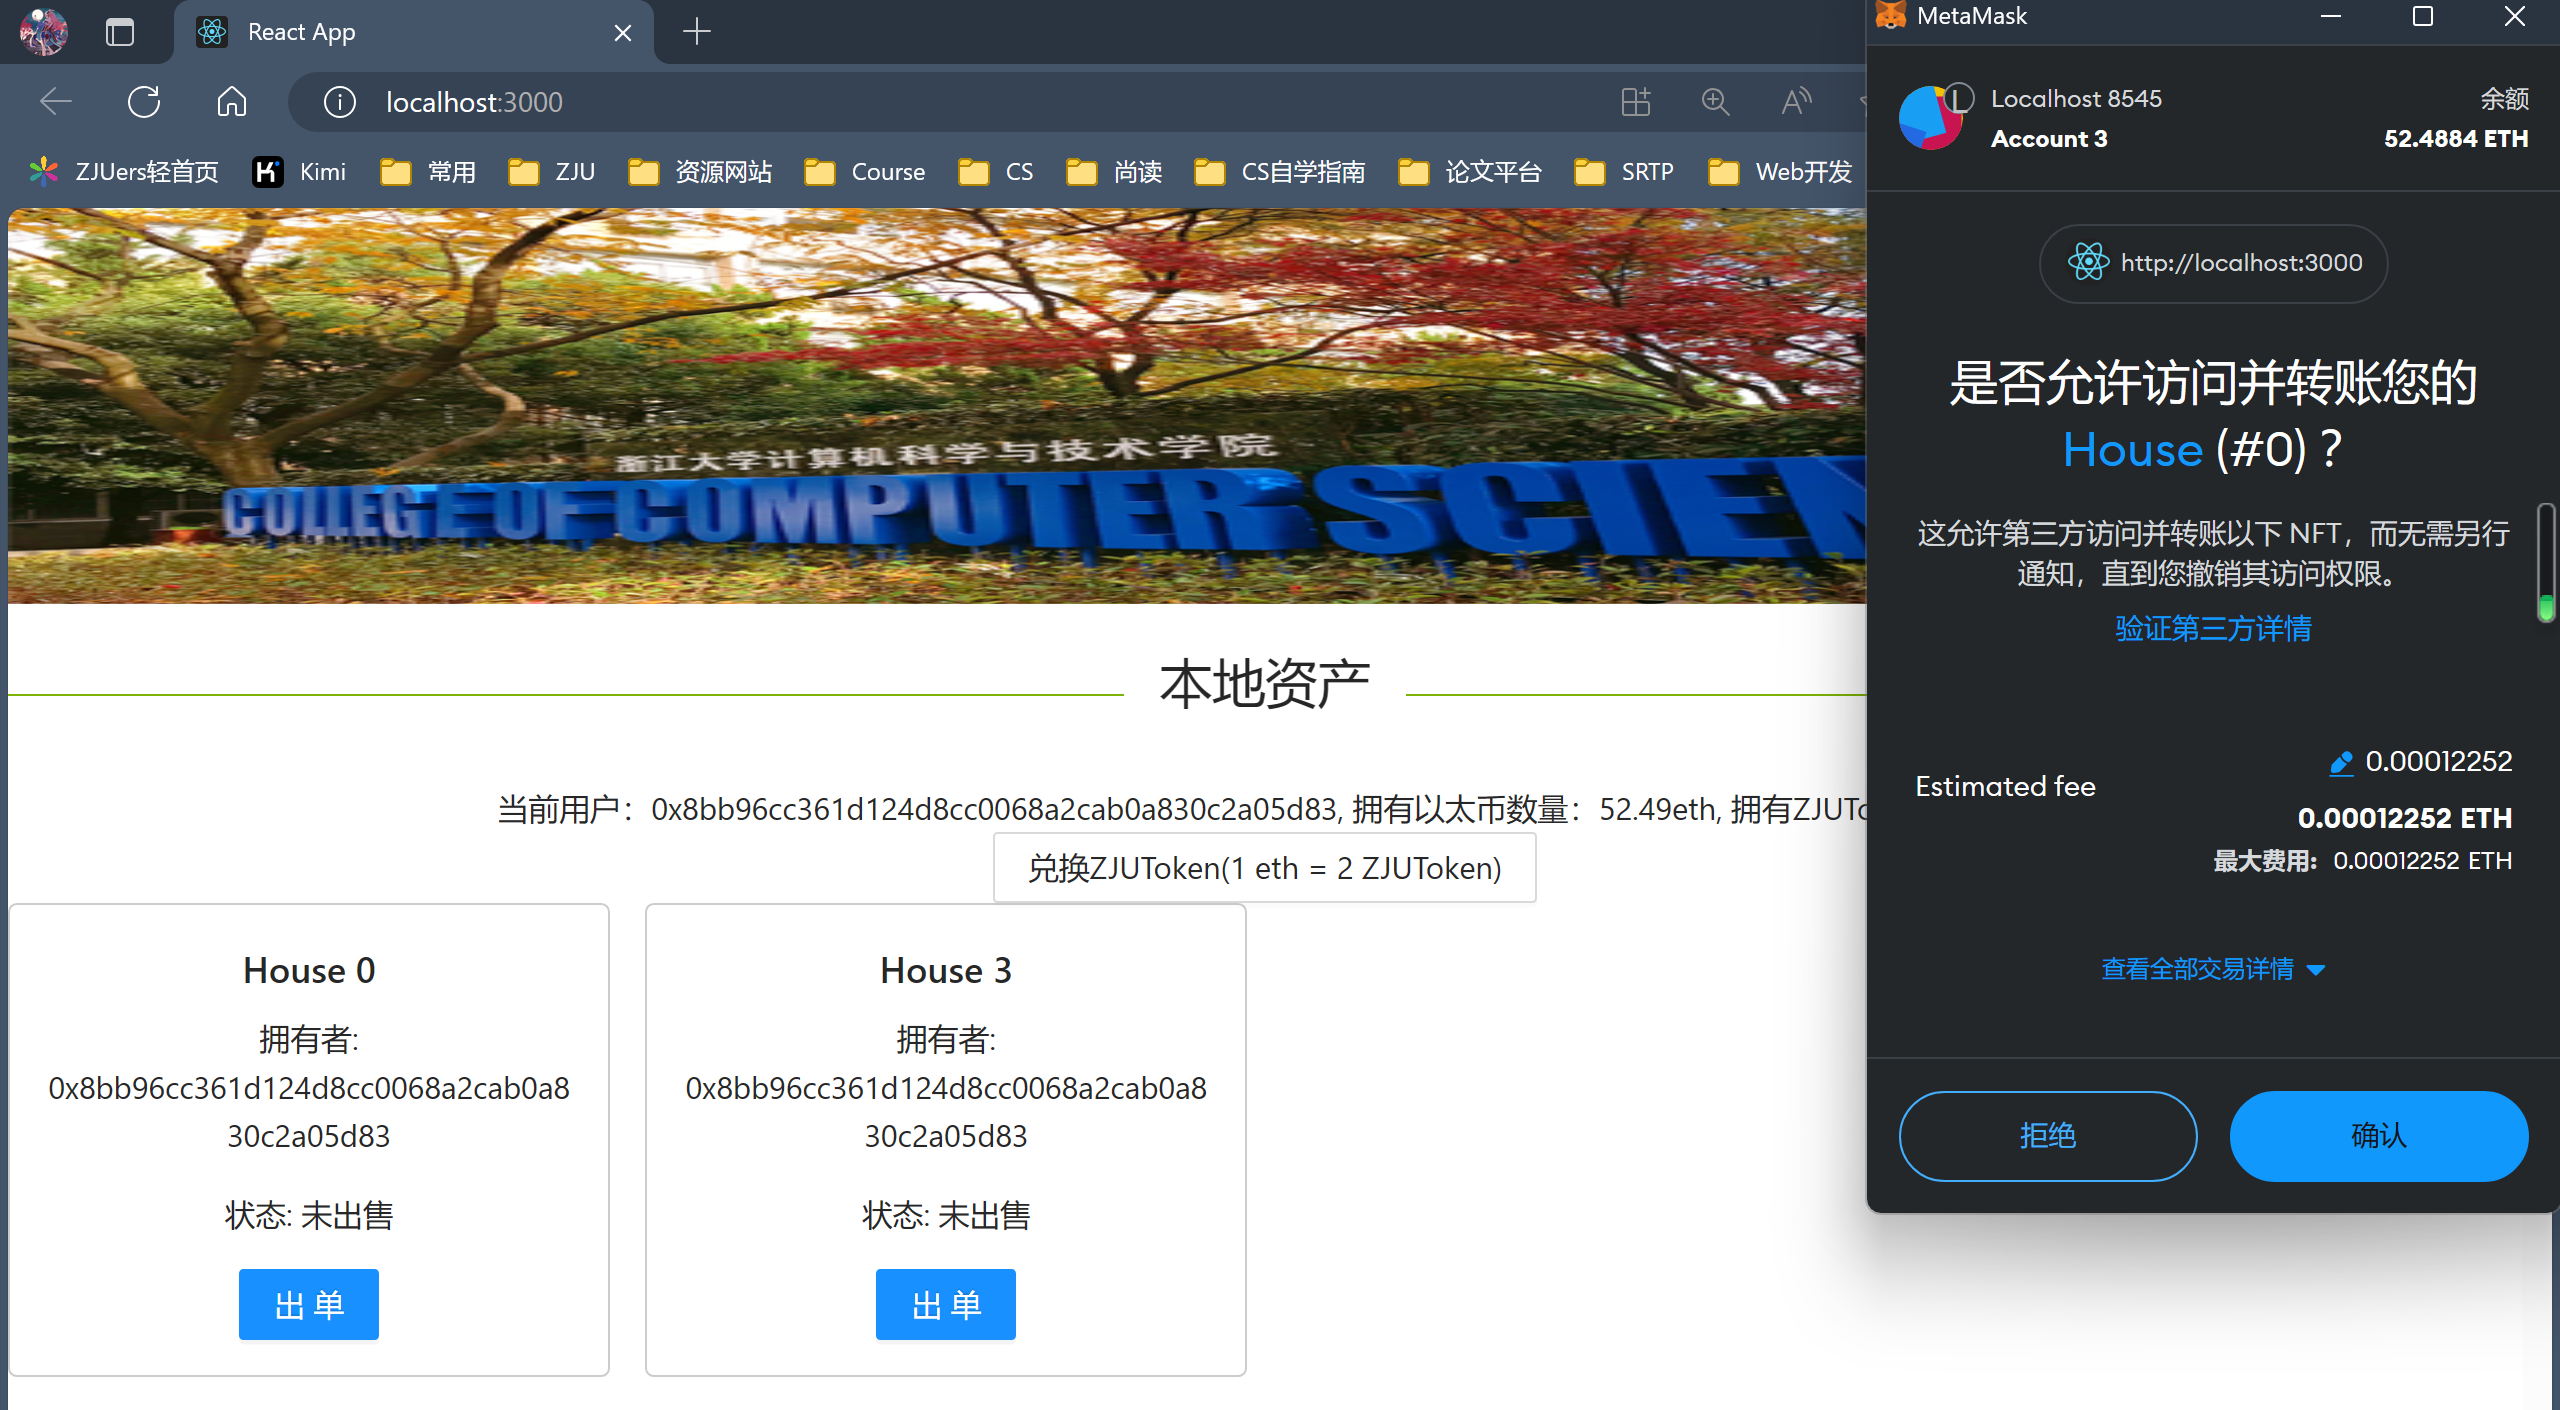 React App
localhost:3000
ZJUers轻首页
Kimi
常用
ZJU
资源网站
Course
CS
尚读
CS自学指南
论文平台
SRTP
Web开发
浙江大学计算机科学与技术学院
COLLEGE OF COMPUTER SCIEN
本地资产
当前用户：0x8bb96cc361d124d8cc0068a2cab0a830c2a05d83, 拥有以太币数量：52.49eth, 拥有ZJUTo
兑换ZJUToken(1 eth = 2 ZJUToken)
House 0
拥有者:
0x8bb96cc361d124d8cc0068a2cab0a8
30c2a05d83
状态: 未出售
出 单
House 3
拥有者:
0x8bb96cc361d124d8cc0068a2cab0a8
30c2a05d83
状态: 未出售
出 单
MetaMask
L
Localhost 8545
余额
Account 3
52.4884 ETH
http://localhost:3000
是否允许访问并转账您的
House (#0)？
这允许第三方访问并转账以下 NFT，而无需另行
通知，直到您撤销其访问权限。
验证第三方详情
Estimated fee
0.00012252
0.00012252 ETH
最大费用: 0.00012252 ETH
查看全部交易详情
拒绝
确认